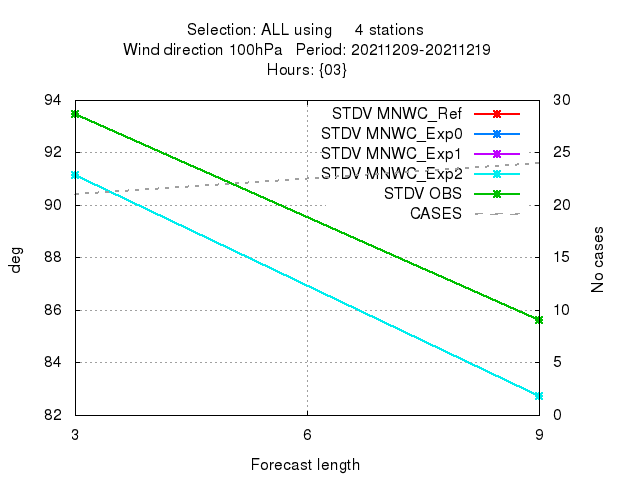 Selection: ALL using     4 stations
Wind direction 100hPa   Period: 20211209-20211219
Hours: {03}
STDV MNWC_Ref
STDV MNWC_Exp0
STDV MNWC_Exp1
STDV MNWC_Exp2
STDV OBS
CASES
94
92
90
88
86
84
82
30
25
20
15
10
5
0
deg
No cases
3
6
9
Forecast length